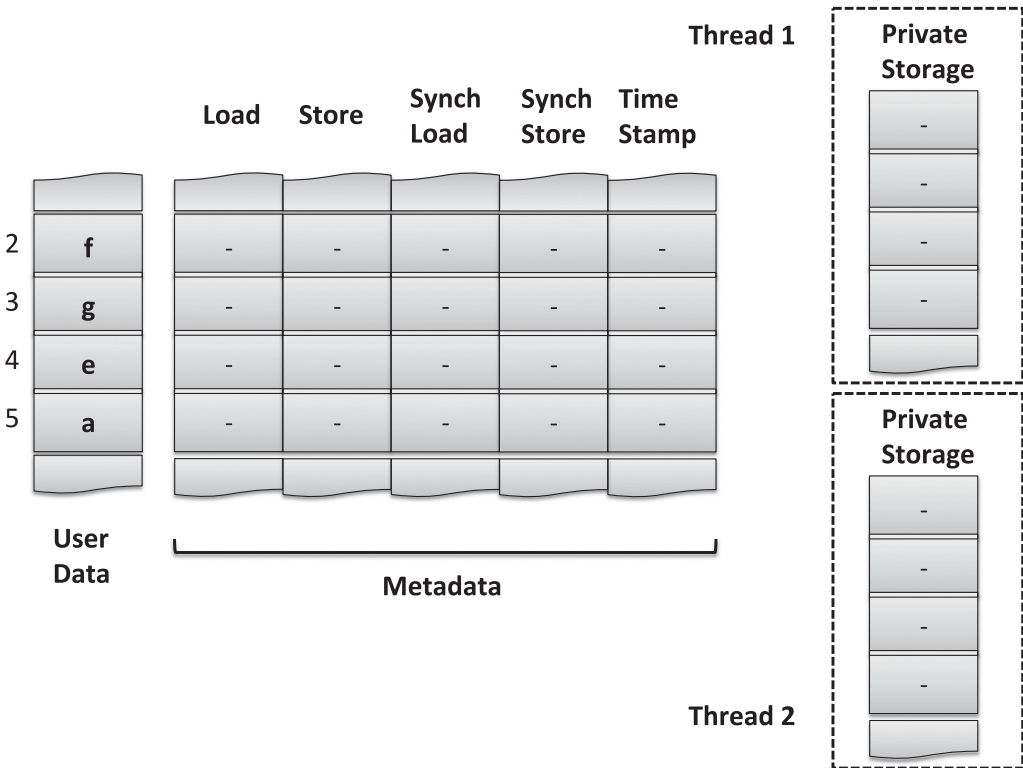 Thread 1
Private
Storage
-
-
-
-
Load Store Synch Load Synch Store Time Stamp
2 f - - - - -
3 g - - - - -
4 e - - - - -
5 a - - - - -
User
Data
Metadata
Private
Storage
-
-
-
-
Thread 2